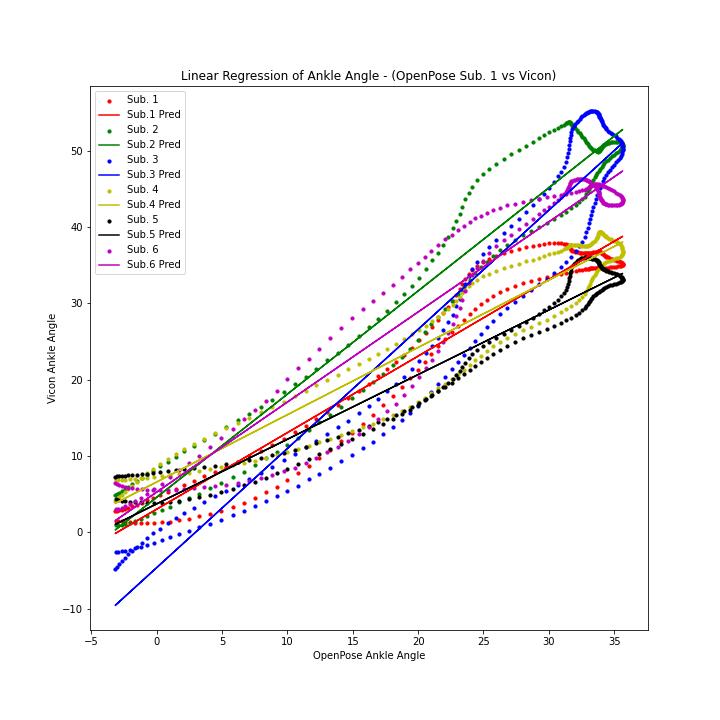 Linear Regression of Ankle Angle - (OpenPose Sub. 1 vs Vicon)
Sub. 1
Sub.1 Pred
Sub. 2
Sub.2 Pred
Sub. 3
Sub.3 Pred
Sub. 4
Sub.4 Pred
Sub. 5
Sub.5 Pred
Sub. 6
Sub.6 Pred
Vicon Ankle Angle
50
40
30
20
10
0
−10
−5 0 5 10 15 20 25 30 35
OpenPose Ankle Angle